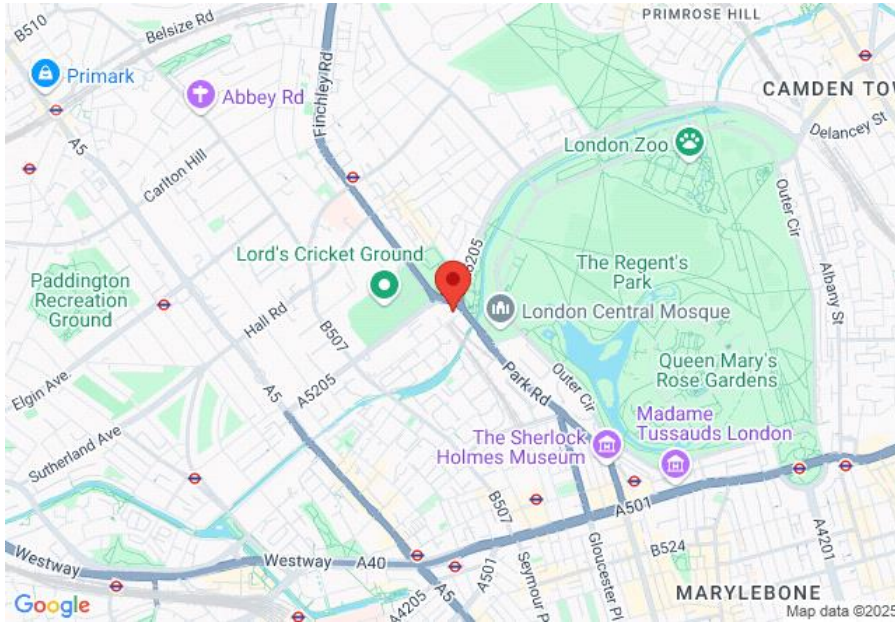 B510
Belsize Rd
PRIMROSE HILL
Primark
Abbey Rd
Finchley Rd
CAMDEN TOW
Delancey St
A5
London Zoo
Carlton Hill
Outer Cir
A5205
Lord's Cricket Ground
The Regent's
Park
Albany St
Paddington
Recreation
Ground
Hall Rd
London Central Mosque
B507
Elgin Ave.
A5
A5205
Park Rd
Outer Cir
Queen Mary's
Rose Gardens
Madame
Tussauds London
Sutherland Ave
The Sherlock
Holmes Museum
B507
A501
Gloucester Pl
A4201
Westway
Westway
A40
A501
B524
Seymour P
A4205
A5
MARYLEBONE
Google
Map data ©2025